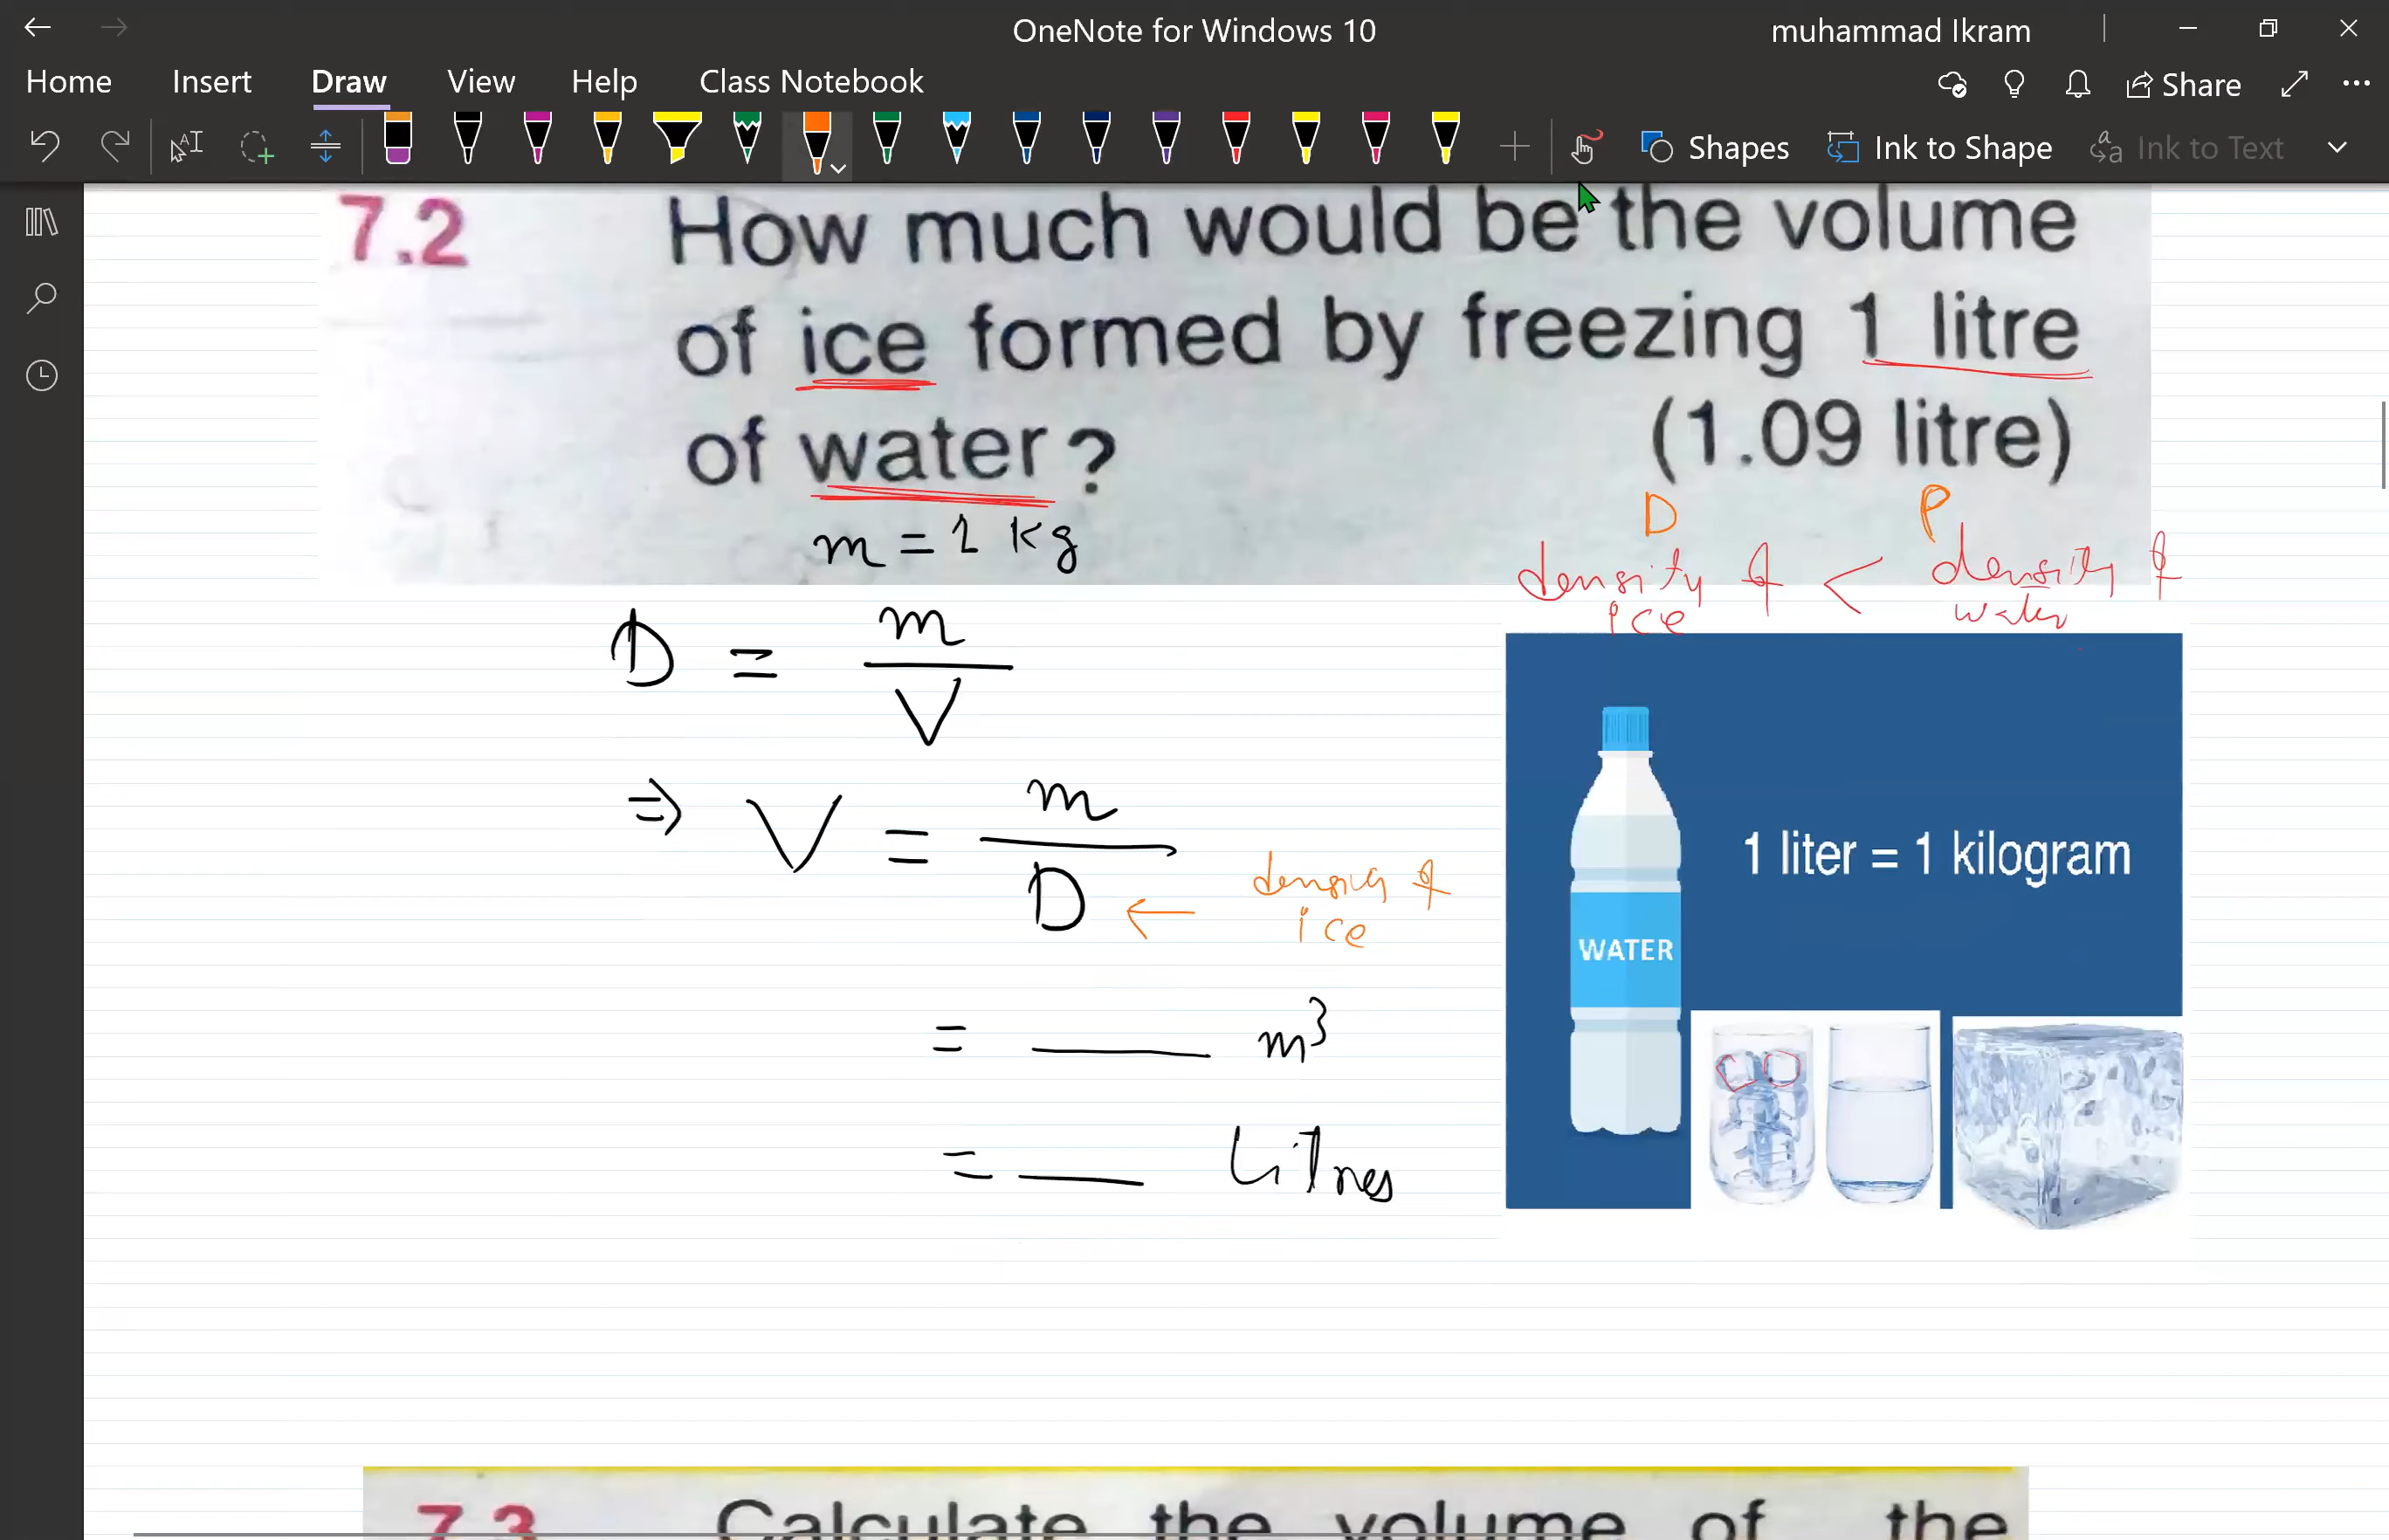 OneNote for Windows 10
muhammad Ikram
Home Insert Draw View Help Class Notebook
Share
Shapes Ink to Shape Ink to Text
7.2 How much would be the volume
of ice formed by freezing 1 litre
of water? (1.09 litre)
m = 1 kg
D ρ
density of < density of
ice water
D = m
V
⇒ V = m
D ← density of
ice
= ___ m³
= ___ Litres
1 liter = 1 kilogram
WATER
7.3 Calculate the volume of the